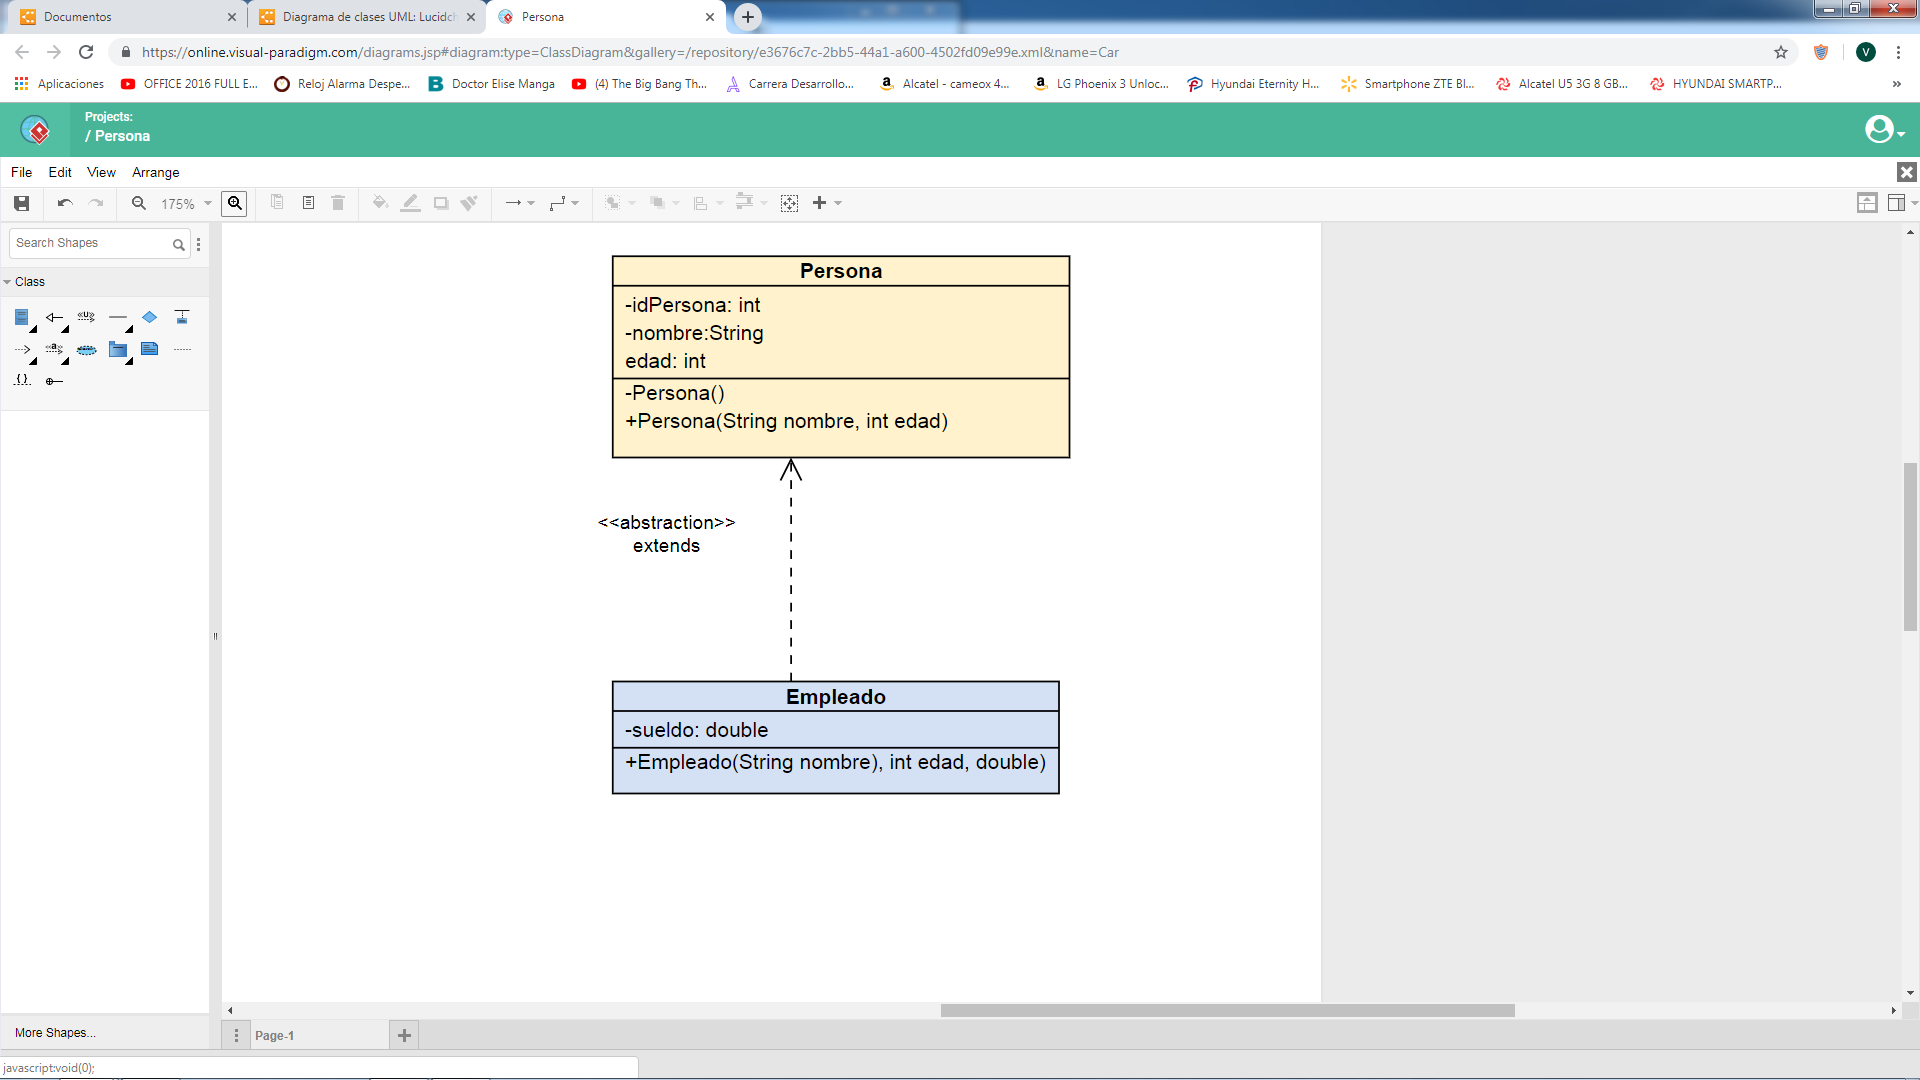 Documentos
Diagrama de clases UML: Lucidch
Persona
https://online.visual-paradigm.com/diagrams.jsp#diagram:type=ClassDiagram&gallery=/repository/e3676c7c-2bb5-44a1-a600-4502fd09e99e.xml&name=Car
V
Aplicaciones
OFFICE 2016 FULL E...
Reloj Alarma Despe...
Doctor Elise Manga
(4) The Big Bang Th...
Carrera Desarrollo...
Alcatel - cameox 4...
LG Phoenix 3 Unloc...
Hyundai Eternity H...
Smartphone ZTE Bl...
Alcatel U5 3G 8 GB...
HYUNDAI SMARTP...
Projects:
/ Persona
File Edit View Arrange
175%
Search Shapes
Class
Persona
-idPersona: int
-nombre:String
edad: int
-Persona()
+Persona(String nombre, int edad)
<<abstraction>>
extends
Empleado
-sueldo: double
+Empleado(String nombre), int edad, double)
More Shapes...
Page-1
javascript:void(0);